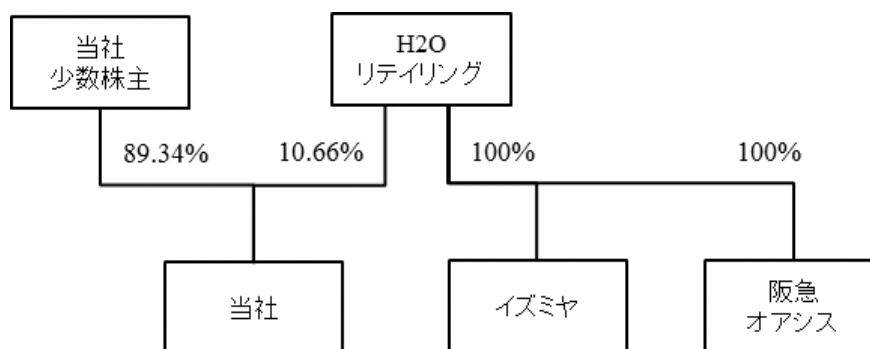 当社
少数株主
H2O
リテイリング
89.34%
10.66%
100%
100%
当社
イズミヤ
阪急
オアシス